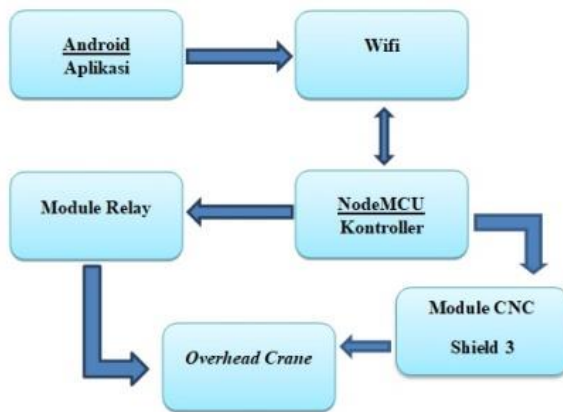 Android
Aplikasi
Wifi
Module Relay
NodeMCU
Kontroller
Module CNC
Shield 3
Overhead Crane